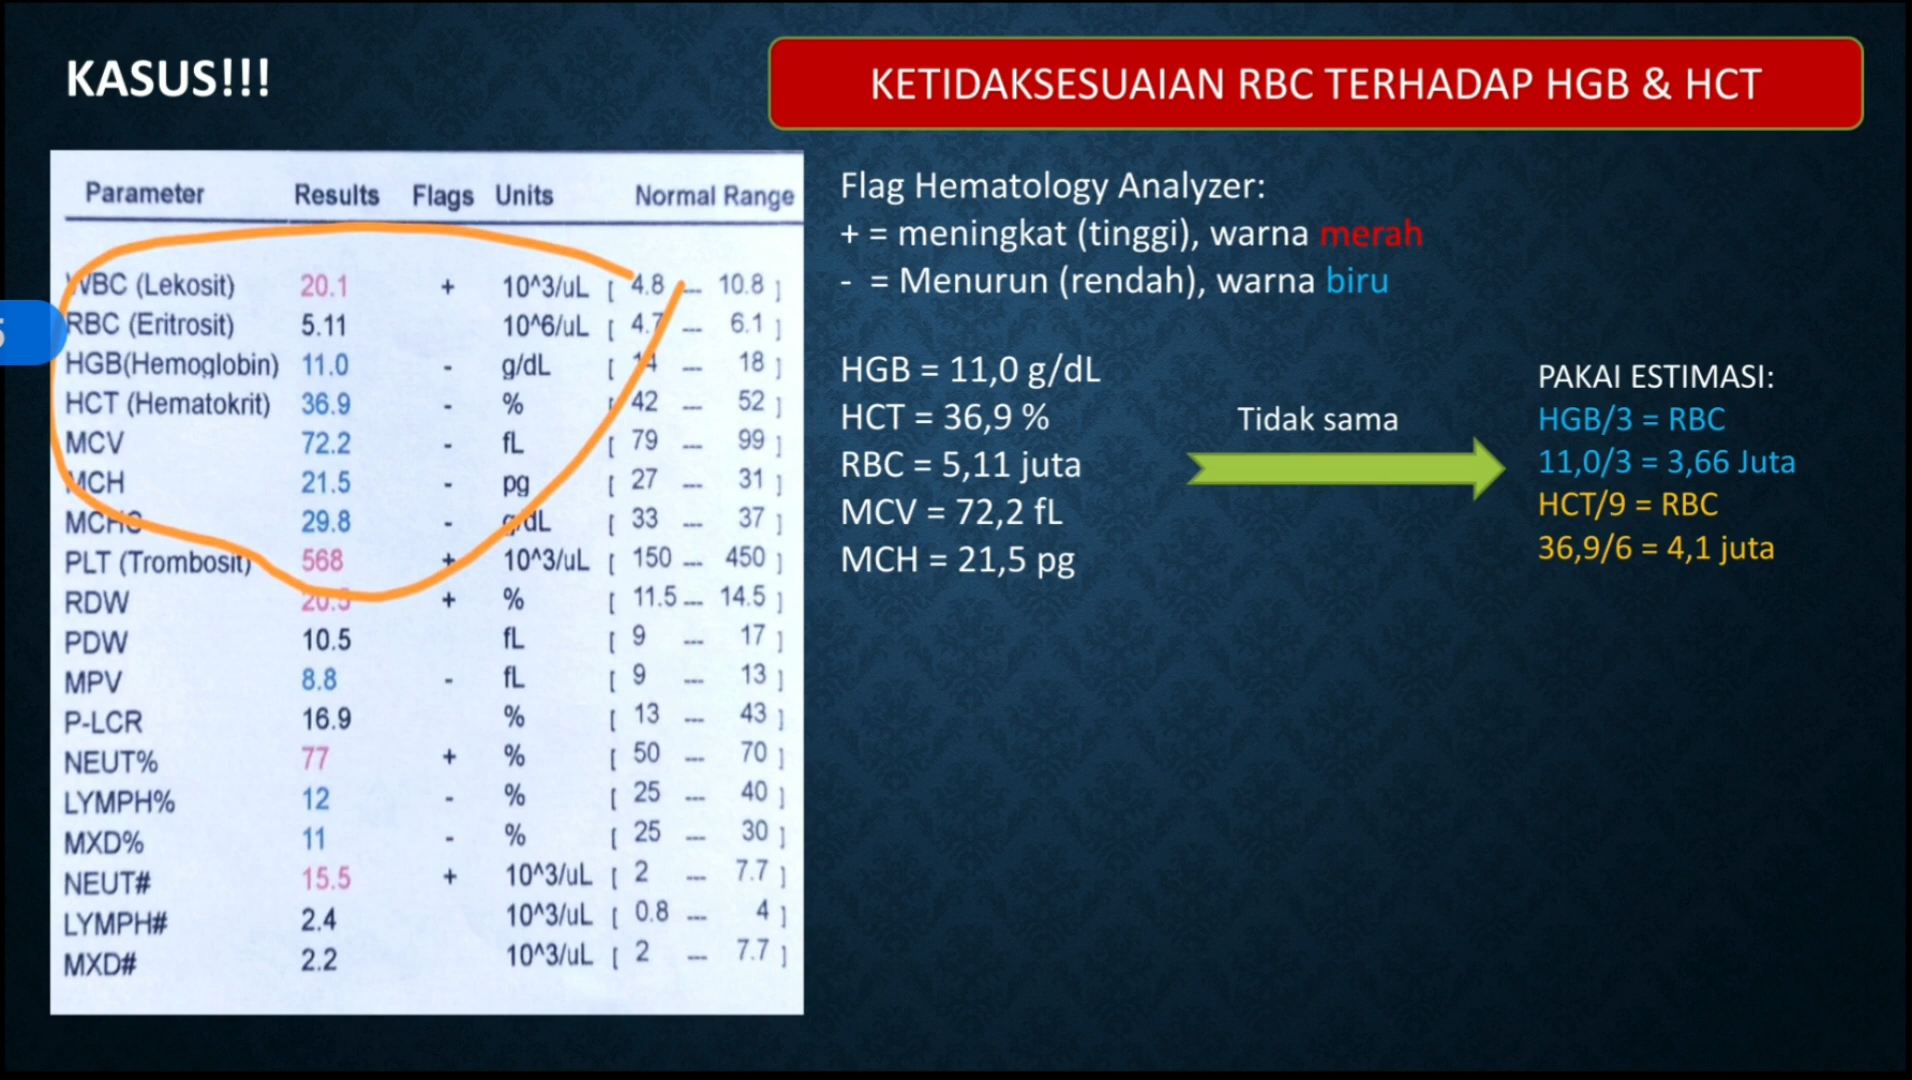 KASUS!!!
KETIDAKSESUAIAN RBC TERHADAP HGB & HCT
Parameter Results Flags Units Normal Range
WBC (Lekosit) 20.1 + 10^3/uL [ 4.8 --- 10.8 ]
RBC (Eritrosit) 5.11 10^6/uL [ 4.7 --- 6.1 ]
HGB(Hemoglobin) 11.0 - g/dL [ 14 --- 18 ]
HCT (Hematokrit) 36.9 - % [ 42 --- 52 ]
MCV 72.2 - fL [ 79 --- 99 ]
MCH 21.5 - pg [ 27 --- 31 ]
MCHC 29.8 - g/dL [ 33 --- 37 ]
PLT (Trombosit) 568 + 10^3/uL [ 150 --- 450 ]
RDW + % [ 11.5 --- 14.5 ]
PDW 10.5 fL [ 9 --- 17 ]
MPV 8.8 - fL [ 9 --- 13 ]
P-LCR 16.9 % [ 13 --- 43 ]
NEUT% 77 + % [ 50 --- 70 ]
LYMPH% 12 - % [ 25 --- 40 ]
MXD% 11 - % [ 25 --- 30 ]
NEUT# 15.5 + 10^3/uL [ 2 --- 7.7 ]
LYMPH# 2.4 10^3/uL [ 0.8 --- 4 ]
MXD# 2.2 10^3/uL [ 2 --- 7.7 ]
Flag Hematology Analyzer:
+ = meningkat (tinggi), warna merah
- = Menurun (rendah), warna biru
HGB = 11,0 g/dL
HCT = 36,9 %
RBC = 5,11 juta
MCV = 72,2 fL
MCH = 21,5 pg
Tidak sama
PAKAI ESTIMASI:
HGB/3 = RBC
11,0/3 = 3,66 Juta
HCT/9 = RBC
36,9/6 = 4,1 juta